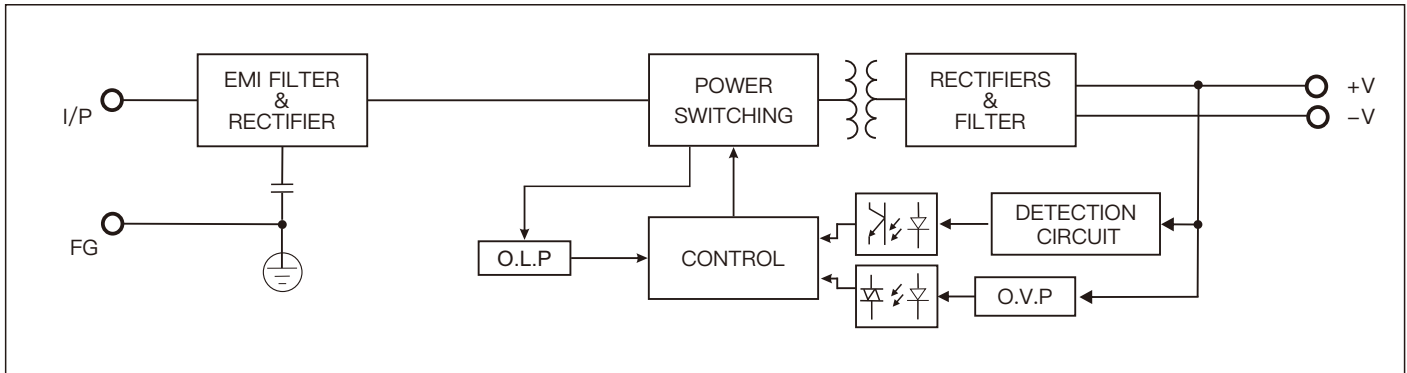 I/P
EMI FILTER
&
RECTIFIER
POWER
SWITCHING
RECTIFIERS
&
FILTER
+V
−V
FG
O.L.P
CONTROL
DETECTION
CIRCUIT
O.V.P